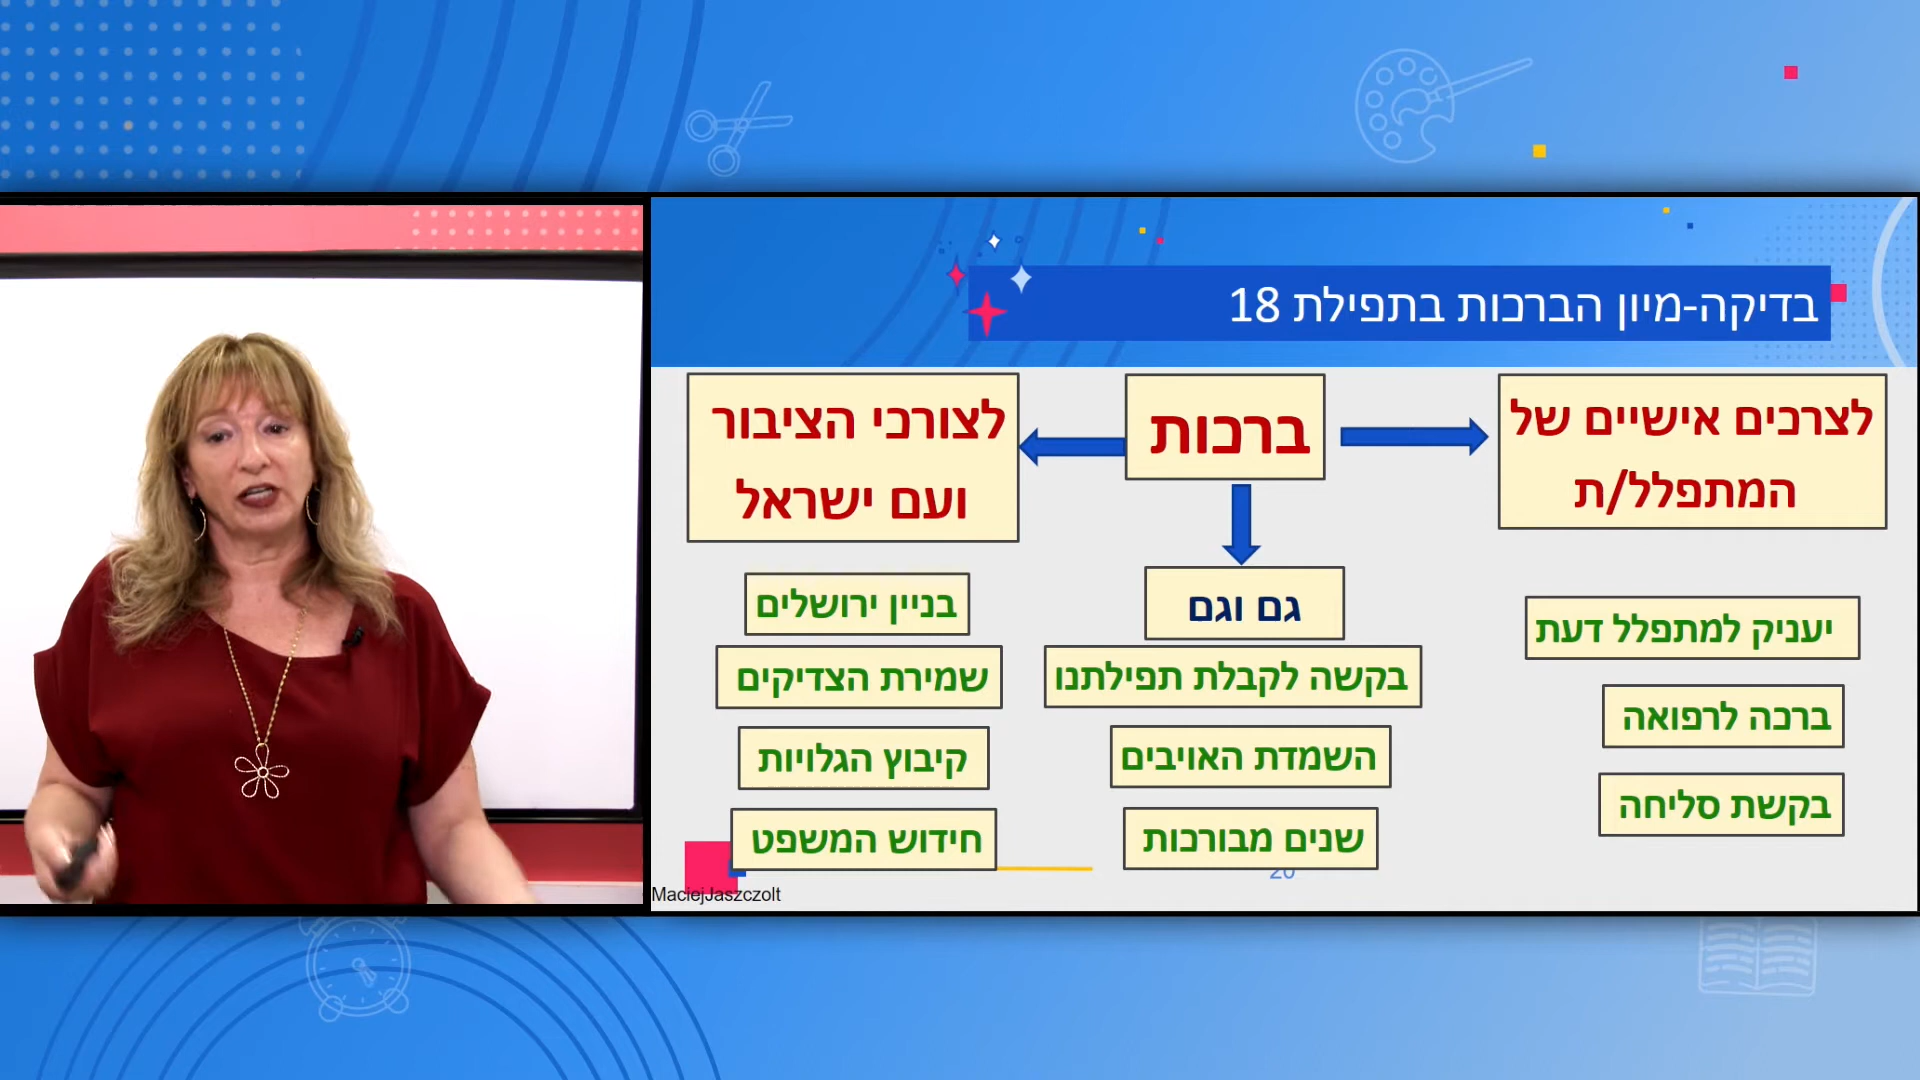 בדיקה-מיון הברכות בתפילת 18
לצרכים אישיים של
המתפלל/ת
ברכות
לצורכי הציבור
ועם ישראל
יעניק למתפלל דעת
ברכה לרפואה
בקשת סליחה
גם וגם
בקשה לקבלת תפילתנו
השמדת האויבים
שנים מבורכות
בניין ירושלים
שמירת הצדיקים
קיבוץ הגלויות
חידוש המשפט
20
MaciejJaszczolt